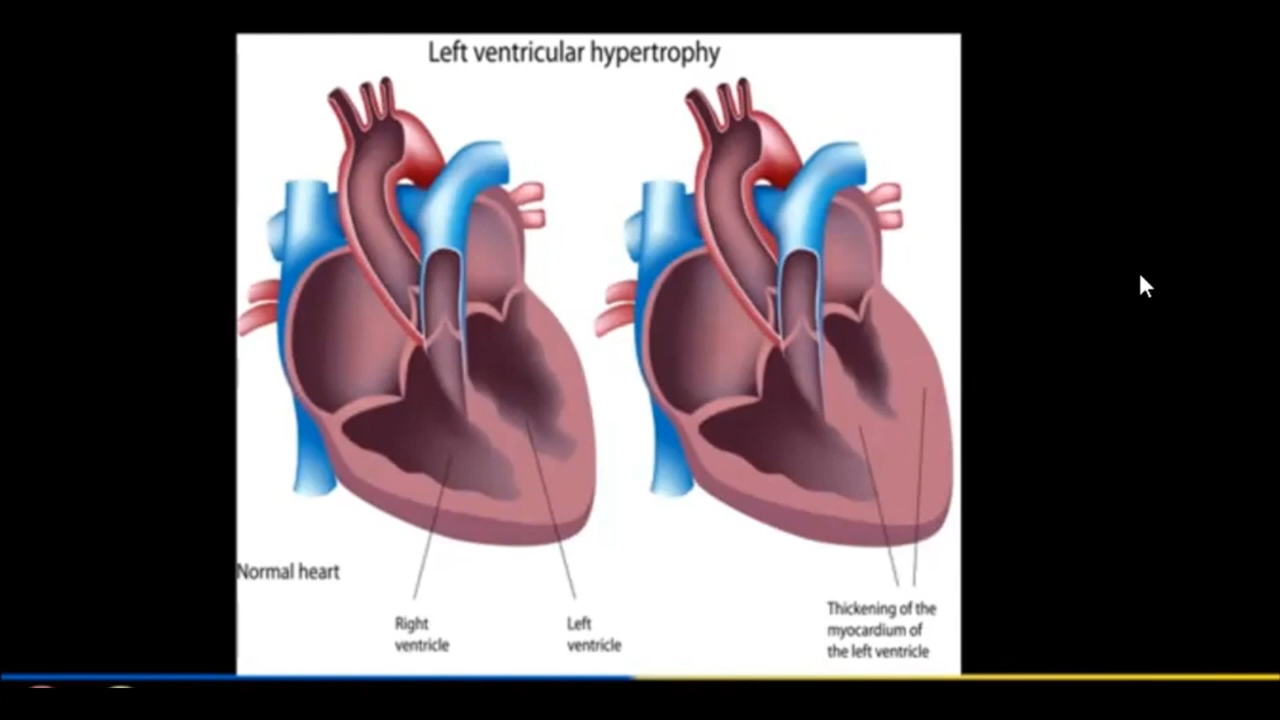 Left ventricular hypertrophy
Normal heart
Right
ventricle
Left
ventricle
Thickening of the
myocardium of
the left ventricle